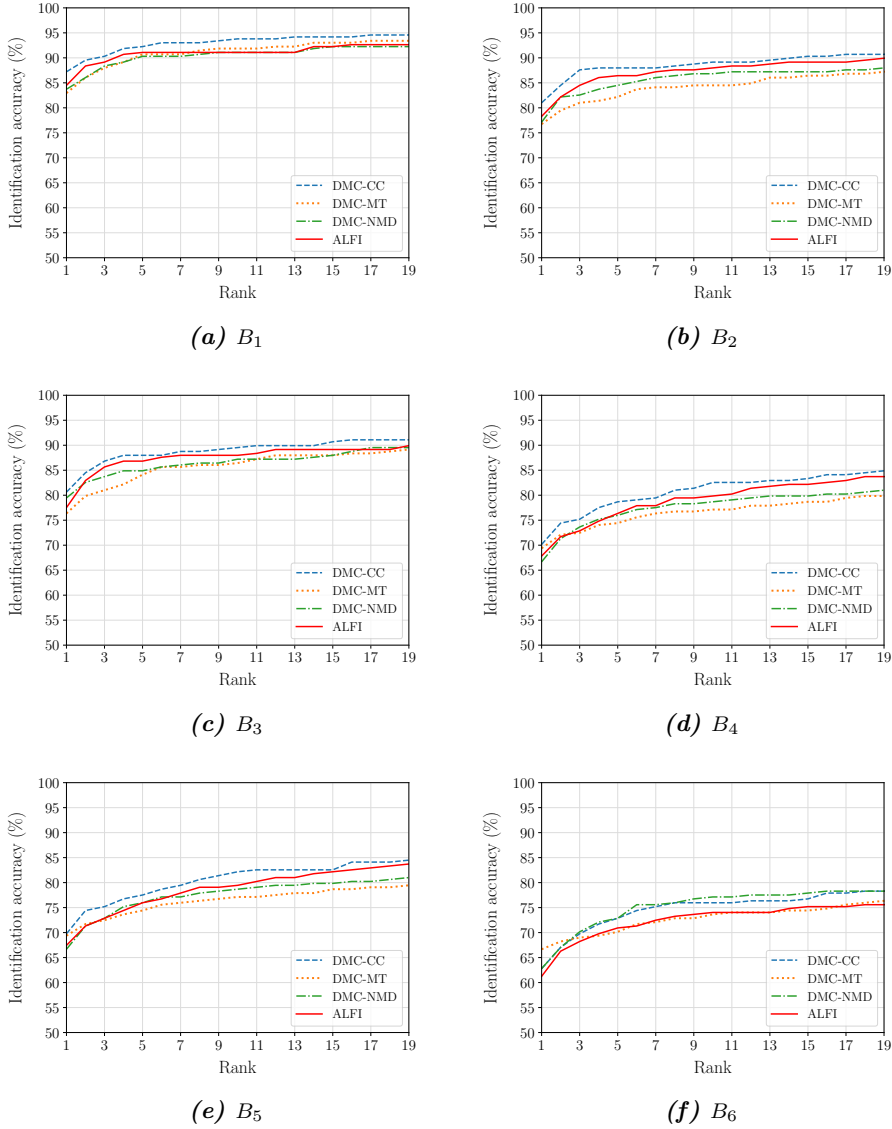 100
95
90
85
80
75
70
65
60
55
50
Identification accuracy (%)
DMC-CC
DMC-MT
DMC-NMD
ALFI
1 3 5 7 9 11 13 15 17 19
Rank
(a) B1
100
95
90
85
80
75
70
65
60
55
50
Identification accuracy (%)
DMC-CC
DMC-MT
DMC-NMD
ALFI
1 3 5 7 9 11 13 15 17 19
Rank
(b) B2
100
95
90
85
80
75
70
65
60
55
50
Identification accuracy (%)
DMC-CC
DMC-MT
DMC-NMD
ALFI
1 3 5 7 9 11 13 15 17 19
Rank
(c) B3
100
95
90
85
80
75
70
65
60
55
50
Identification accuracy (%)
DMC-CC
DMC-MT
DMC-NMD
ALFI
1 3 5 7 9 11 13 15 17 19
Rank
(d) B4
100
95
90
85
80
75
70
65
60
55
50
Identification accuracy (%)
DMC-CC
DMC-MT
DMC-NMD
ALFI
1 3 5 7 9 11 13 15 17 19
Rank
(e) B5
100
95
90
85
80
75
70
65
60
55
50
Identification accuracy (%)
DMC-CC
DMC-MT
DMC-NMD
ALFI
1 3 5 7 9 11 13 15 17 19
Rank
(f) B6